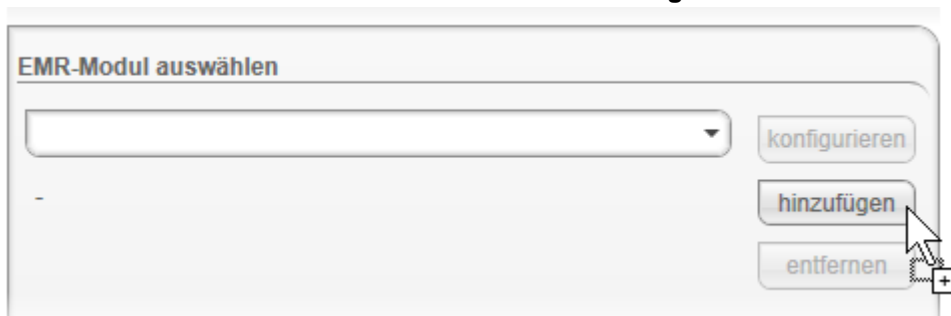 EMR-Modul auswählen
konfigurieren
-
hinzufügen
entfernen